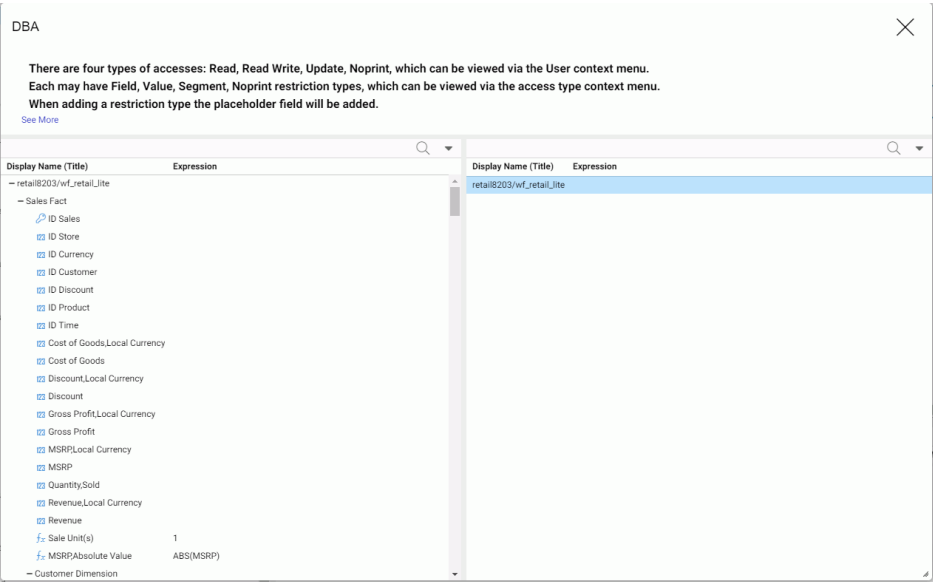 DBA
There are four types of accesses: Read, Read Write, Update, Noprint, which can be viewed via the User context menu.
Each may have Field, Value, Segment, Noprint restriction types, which can be viewed via the access type context menu.
When adding a restriction type the placeholder field will be added.
See More
Display Name (Title) Expression
retail8203/wf_retail_lite
Sales Fact
ID Sales
ID Store
ID Currency
ID Customer
ID Discount
ID Product
ID Time
Cost of Goods,Local Currency
Cost of Goods
Discount,Local Currency
Discount
Gross Profit,Local Currency
Gross Profit
MSRP,Local Currency
MSRP
Quantity,Sold
Revenue,Local Currency
Revenue
Sale Unit(s) 1
MSRP,Absolute Value ABS(MSRP)
Customer Dimension
Display Name (Title) Expression
retail8203/wf_retail_lite